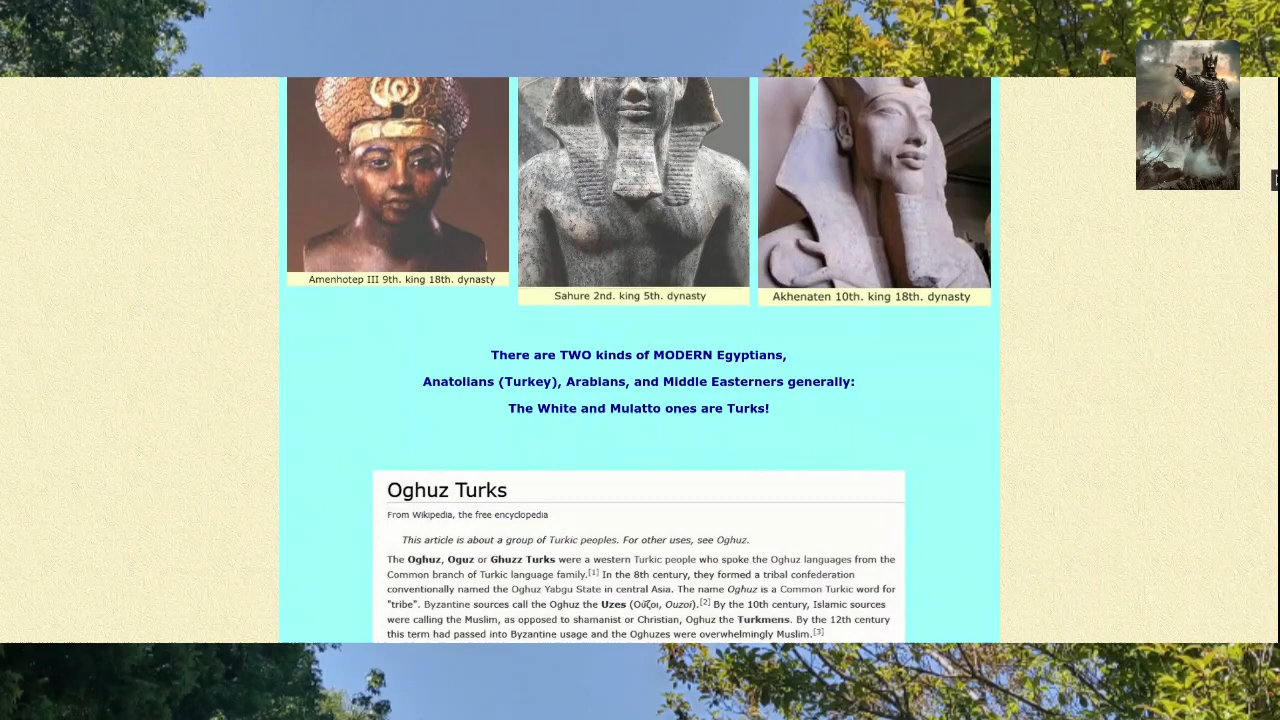 Amenhotep III 9th. king 18th. dynasty
Sahure 2nd. king 5th. dynasty
Akhenaten 10th. king 18th. dynasty
There are TWO kinds of MODERN Egyptians,
Anatolians (Turkey), Arabians, and Middle Easterners generally:
The White and Mulatto ones are Turks!
Oghuz Turks
From Wikipedia, the free encyclopedia
This article is about a group of Turkic peoples. For other uses, see Oghuz.
The Oghuz, Oguz or Ghuzz Turks were a western Turkic people who spoke the Oghuz languages from the
Common branch of Turkic language family.[1] In the 8th century, they formed a tribal confederation
conventionally named the Oghuz Yabgu State in central Asia. The name Oghuz is a Common Turkic word for
"tribe". Byzantine sources call the Oghuz the Uzes (Οὖζοι, Ouzoi).[2] By the 10th century, Islamic sources
were calling the Muslim, as opposed to shamanist or Christian, Oghuz the Turkmens. By the 12th century
this term had passed into Byzantine usage and the Oghuzes were overwhelmingly Muslim.[3]